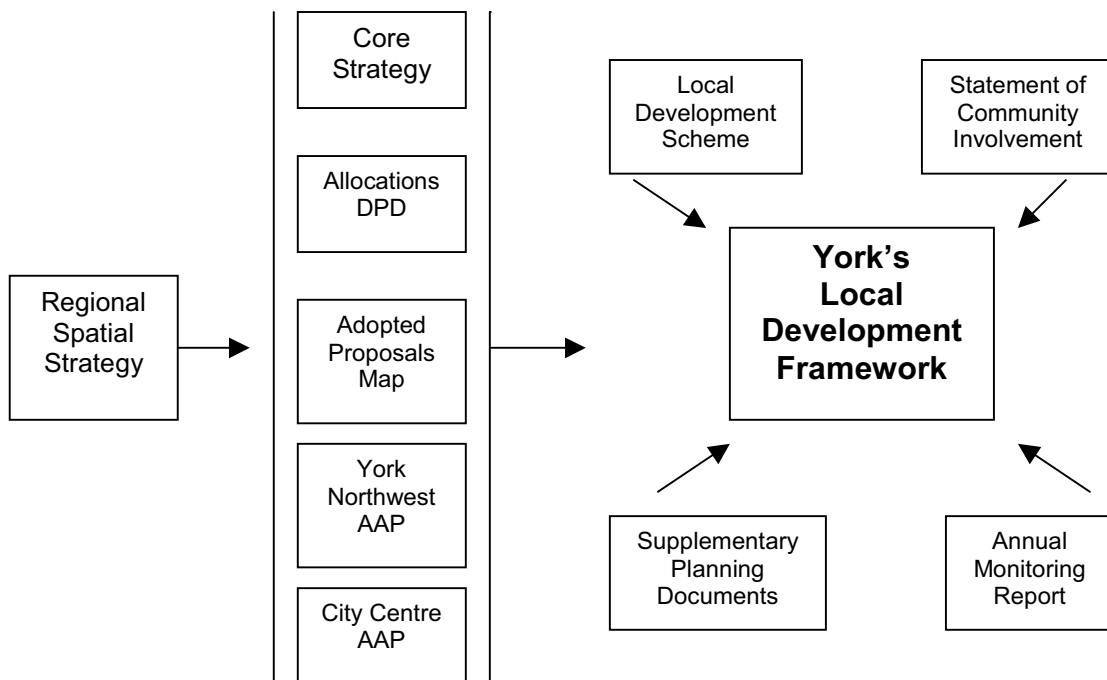 Regional
Spatial
Strategy
Core
Strategy
Allocations
DPD
Adopted
Proposals
Map
York
Northwest
AAP
City Centre
AAP
Local
Development
Scheme
Statement of
Community
Involvement
York’s
Local
Development
Framework
Supplementary
Planning
Documents
Annual
Monitoring
Report